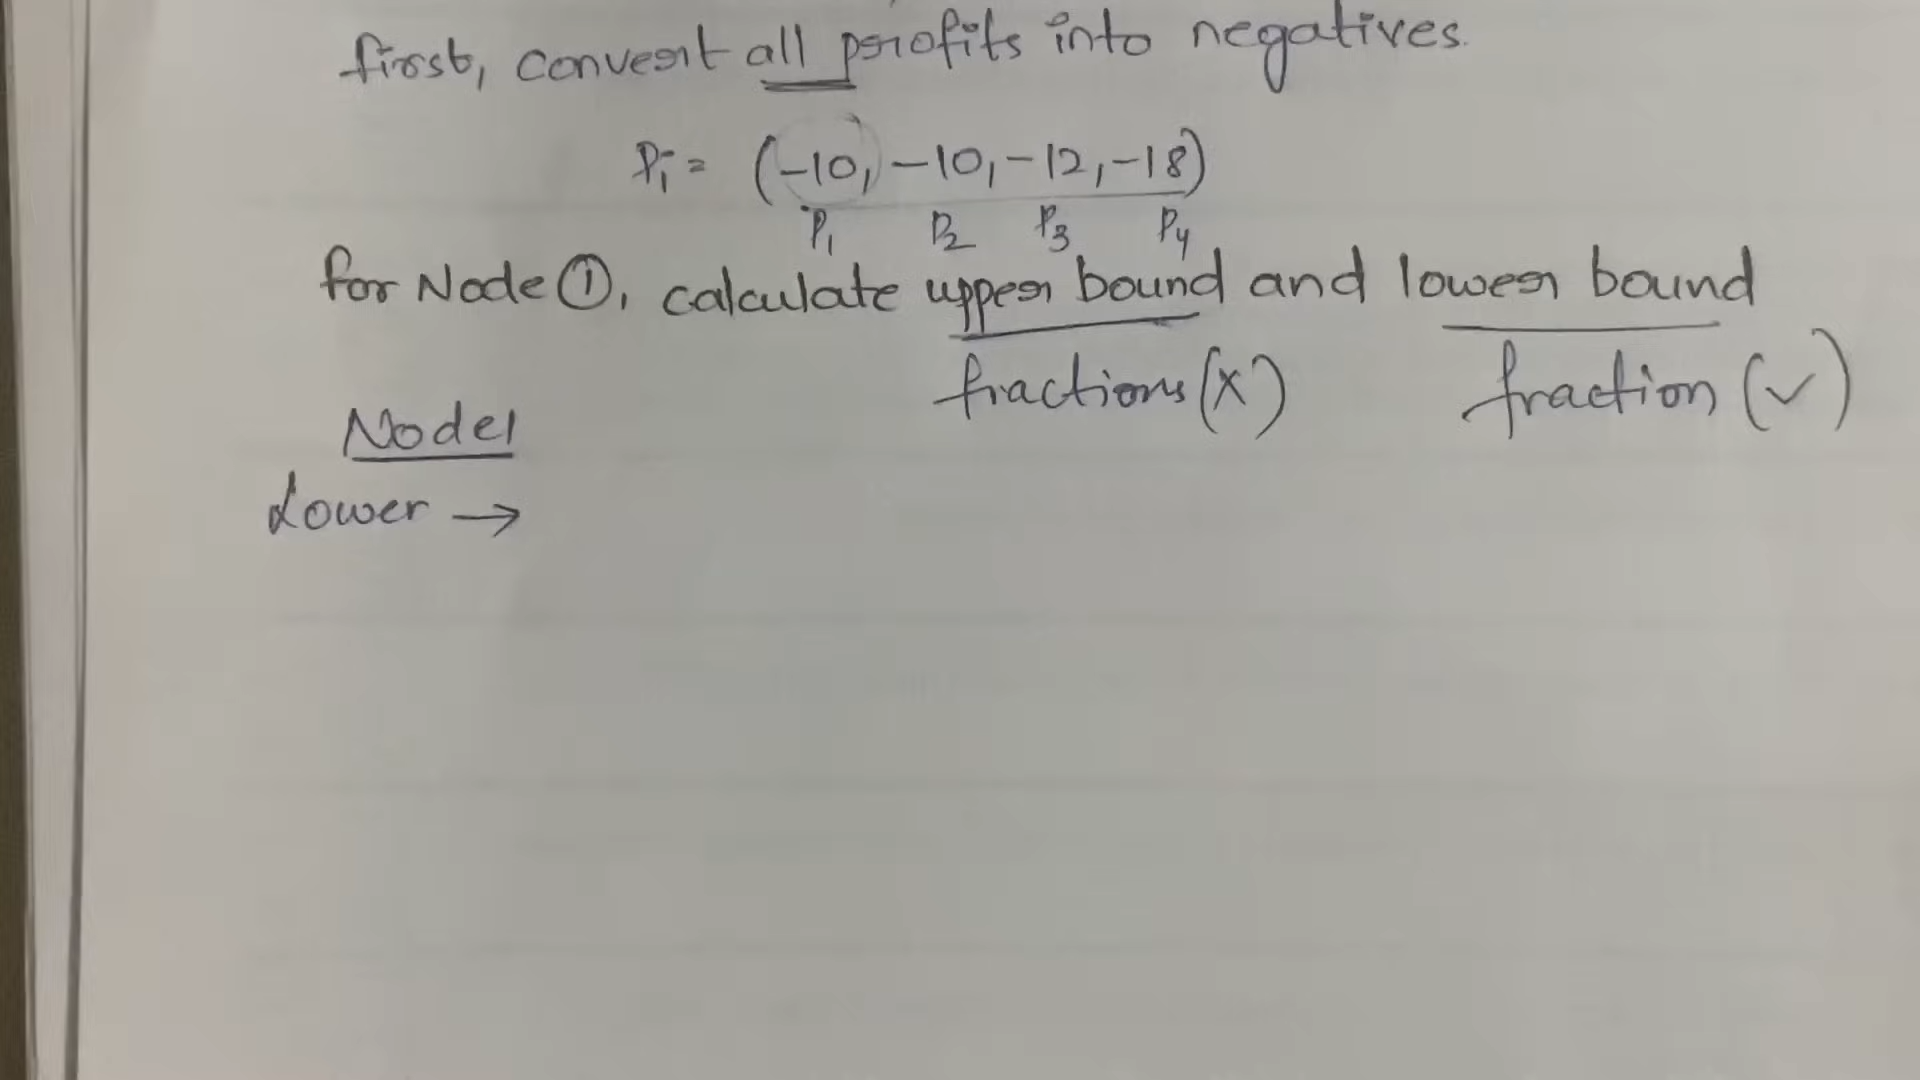 first, convert all profits into negatives.
Pi = (-10, -10, -12, -18)
P1 P2 P3 P4
for Node ①, calculate upper bound and lower bound
fractions (x) fraction (✓)
Node1
Lower →